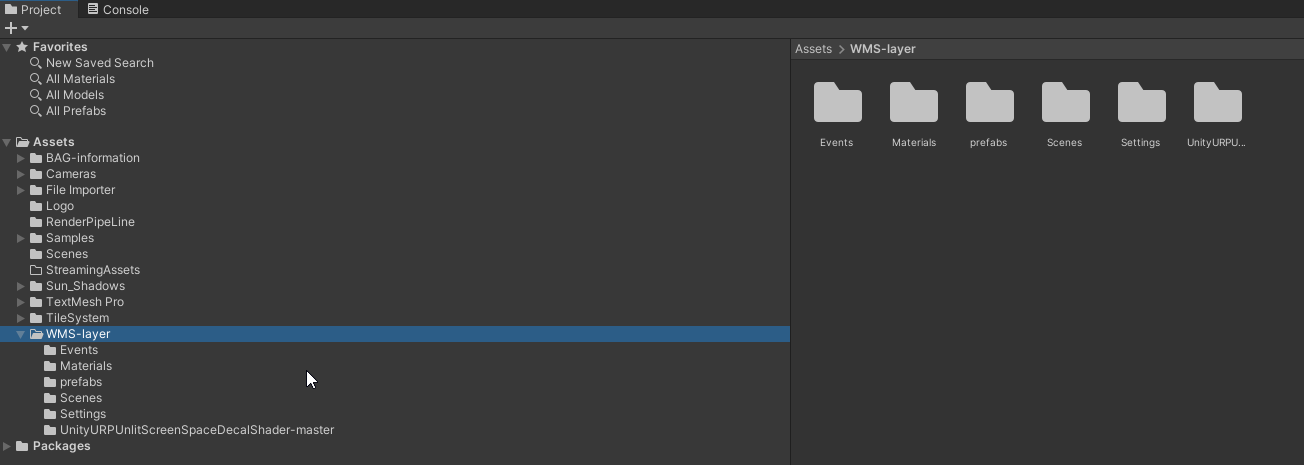 Project
Console
Favorites
New Saved Search
All Materials
All Models
All Prefabs
Assets
BAG-information
Cameras
File Importer
Logo
RenderPipeLine
Samples
Scenes
StreamingAssets
Sun_Shadows
TextMesh Pro
TileSystem
WMS-layer
Events
Materials
prefabs
Scenes
Settings
UnityURPUnlitScreenSpaceDecalShader-master
Packages
Assets > WMS-layer
Events
Materials
prefabs
Scenes
Settings
UnityURPU...